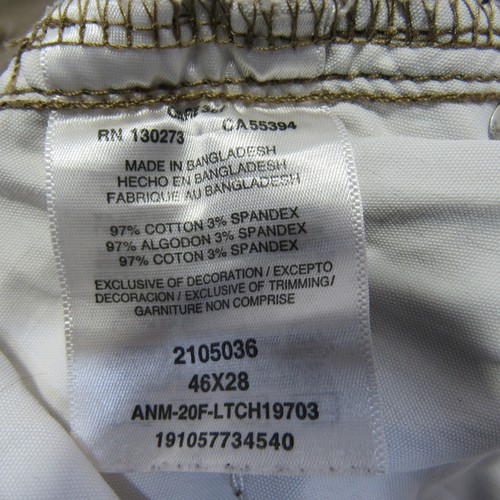 RN 130273 CA55394
MADE IN BANGLADESH
HECHO EN BANGLADESH
FABRIQUE AU BANGLADESH
97% COTTON 3% SPANDEX
97% ALGODON 3% SPANDEX
97% COTON 3% SPANDEX
EXCLUSIVE OF DECORATION / EXCEPTO
DECORACION / EXCLUSIVE OF TRIMMING/
GARNITURE NON COMPRISE
2105036
46X28
ANM-20F-LTCH19703
191057734540